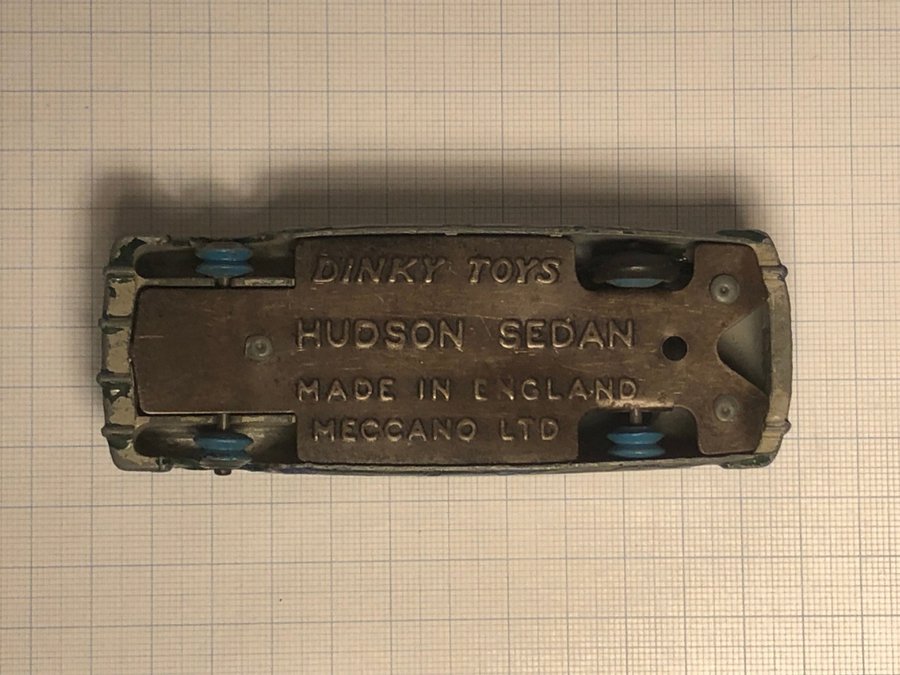 DINKY TOYS
HUDSON SEDAN
MADE IN ENGLAND
MECCANO LTD